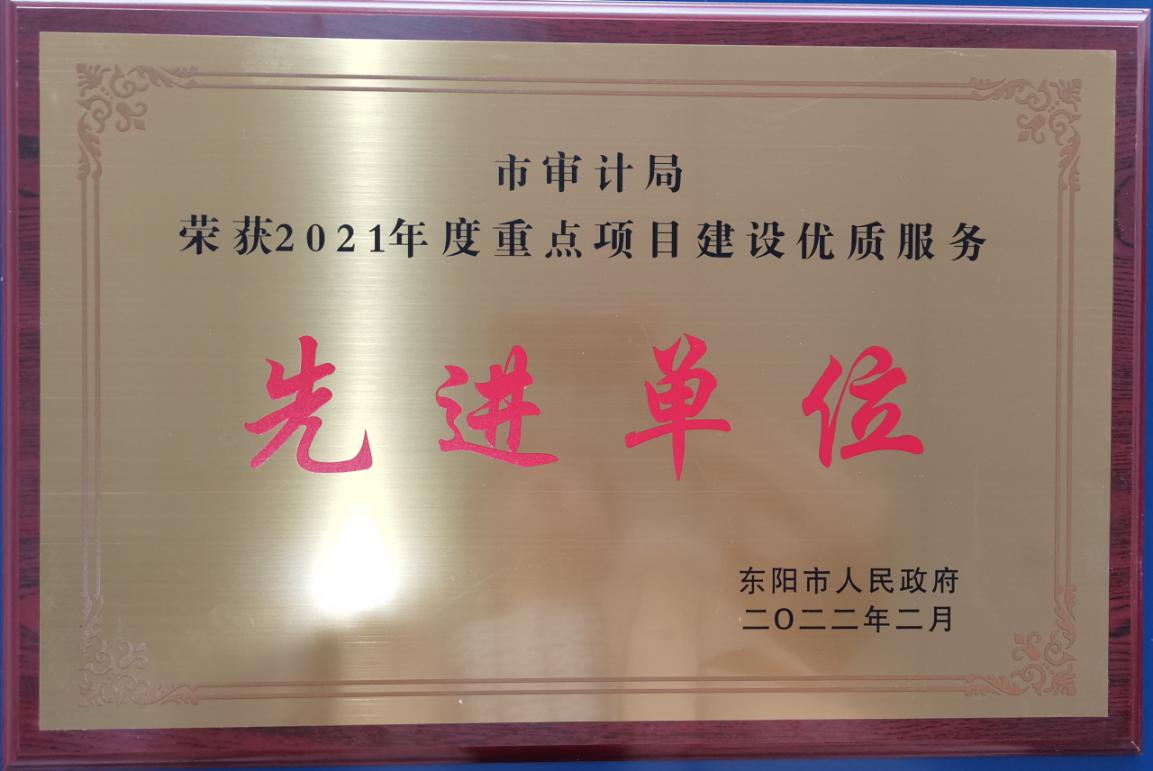 市审计局
荣获2021年度重点项目建设优质服务
先进单位
东阳市人民政府
二〇二二年二月